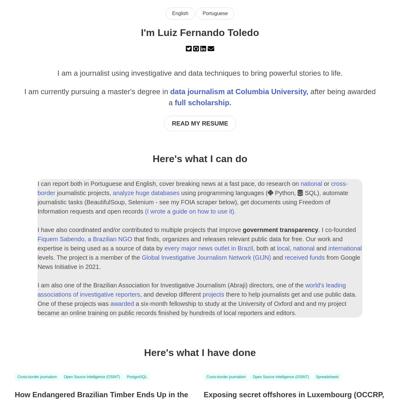 English Portuguese
I'm Luiz Fernando Toledo
I am a journalist using investigative and data techniques to bring powerful stories to life.
I am currently pursuing a master's degree in data journalism at Columbia University, after being awarded
a full scholarship.
READ MY RESUME
Here's what I can do
I can report both in Portuguese and English, cover breaking news at a fast pace, do research on national or cross-
border journalistic projects, analyze huge databases using programming languages ( Python, SQL), automate
journalistic tasks (BeautifulSoup, Selenium - see my FOIA scraper below), get documents using Freedom of
Information requests and open records (I wrote a guide on how to use it).
I have also coordinated and/or contributed to multiple projects that improve government transparency. I co-founded
Fiquem Sabendo, a Brazilian NGO that finds, organizes and releases relevant public data for free. Our work and
expertise is being used as a source of data by every major news outlet in Brazil, both at local, national and international
levels. The project is a member of the Global Investigative Journalism Network (GIJN) and received funds from Google
News Initiative in 2021.
I am also one of the Brazilian Association for Investigative Journalism (Abraji) directors, one of the world's leading
associations of investigative reporters, and develop different projects there to help journalists get and use public data.
One of these projects was awarded a six-month fellowship to study at the University of Oxford and and my project
became an online training on public records finished by hundreds of local reporters and editors.
Here's what I have done
Cross-border journalism Open Source Intelligence (OSINT) PostgreSQL
Cross-border journalism Open Source Intelligence (OSINT) Spreadsheet
How Endangered Brazilian Timber Ends Up in the
Exposing secret offshores in Luxembourg (OCCRP,